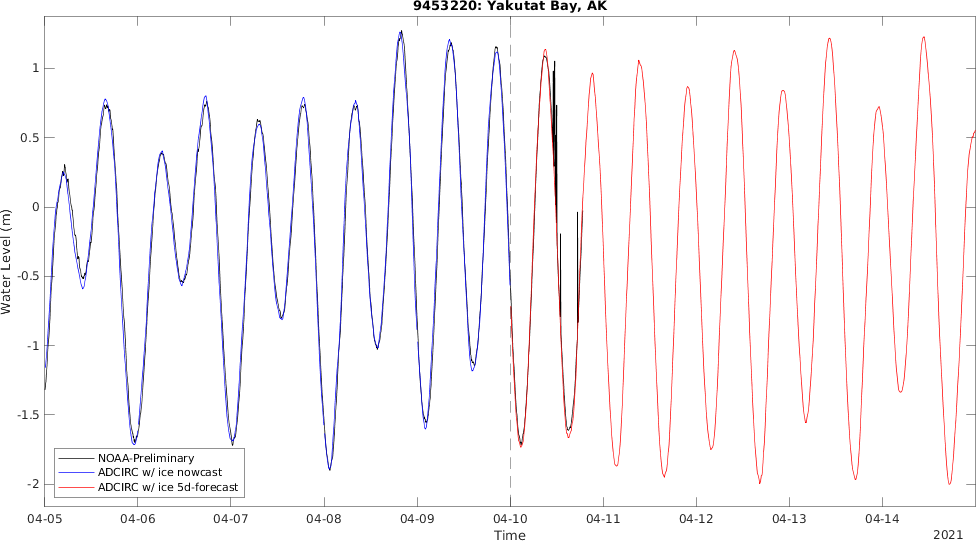 9453220: Yakutat Bay, AK
Water Level (m)
1
0.5
0
-0.5
-1
-1.5
-2
NOAA-Preliminary
ADCIRC w/ ice nowcast
ADCIRC w/ ice 5d-forecast
04-05 04-06 04-07 04-08 04-09 04-10 04-11 04-12 04-13 04-14
Time
2021